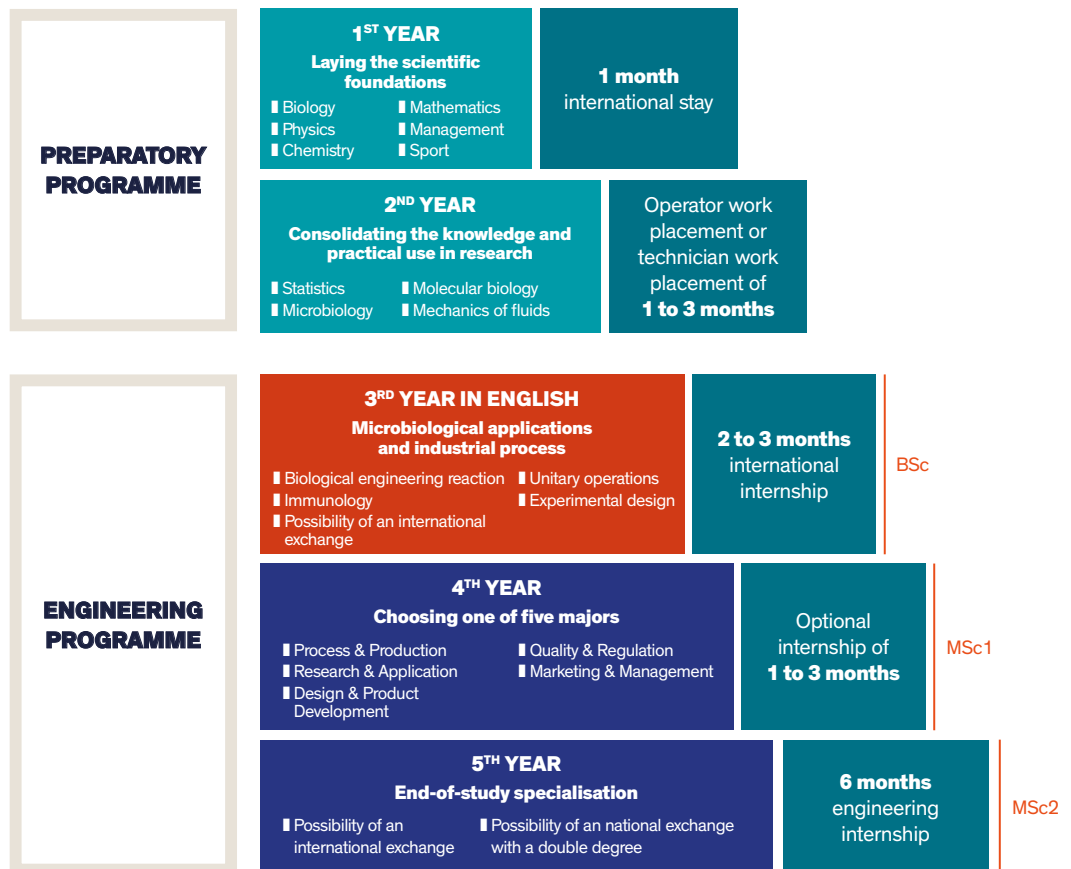 PREPARATORY
PROGRAMME
1ST YEAR
Laying the scientific
foundations
Biology
Physics
Chemistry
Mathematics
Management
Sport
1 month
international stay
2ND YEAR
Consolidating the knowledge and
practical use in research
Statistics
Microbiology
Molecular biology
Mechanics of fluids
Operator work
placement or
technician work
placement of
1 to 3 months
ENGINEERING
PROGRAMME
3RD YEAR IN ENGLISH
Microbiological applications
and industrial process
Biological engineering reaction
Immunology
Possibility of an international
exchange
Unitary operations
Experimental design
2 to 3 months
international
internship
BSc
4TH YEAR
Choosing one of five majors
Process & Production
Research & Application
Design & Product
Development
Quality & Regulation
Marketing & Management
Optional
internship of
1 to 3 months
MSc1
5TH YEAR
End-of-study specialisation
Possibility of an
international exchange
Possibility of an national exchange
with a double degree
6 months
engineering
internship
MSc2